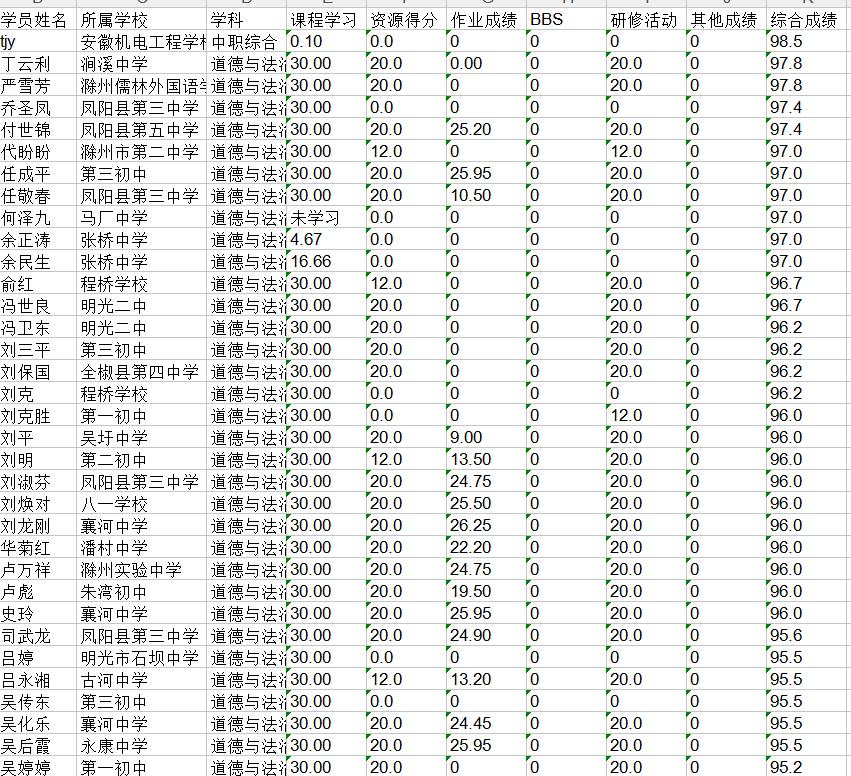 学员姓名 所属学校 学科 课程学习 资源得分 作业成绩 BBS 研修活动 其他成绩 综合成绩
tjy 安徽机电工程学校 中职综合 0.10 0.0 0 0 0 0 98.5
丁云利 涧溪中学 道德与法治 30.00 20.0 0.00 0 20.0 0 97.8
严雪芳 滁州儒林外国语学 道德与法治 30.00 20.0 0 0 20.0 0 97.8
乔圣凤 凤阳县第三中学 道德与法治 30.00 0.0 0 0 0 0 97.4
付世锦 凤阳县第五中学 道德与法治 30.00 20.0 25.20 0 20.0 0 97.4
代盼盼 滁州市第二中学 道德与法治 30.00 12.0 0 0 12.0 0 97.0
任成平 第三初中 道德与法治 30.00 20.0 25.95 0 20.0 0 97.0
任敬春 凤阳县第三中学 道德与法治 30.00 20.0 10.50 0 20.0 0 97.0
何泽九 马厂中学 道德与法治 未学习 0.0 0 0 0 0 97.0
余正涛 张桥中学 道德与法治 4.67 0.0 0 0 0 0 97.0
余民生 张桥中学 道德与法治 16.66 0.0 0 0 0 0 97.0
俞红 程桥学校 道德与法治 30.00 12.0 0 0 20.0 0 96.7
冯世良 明光二中 道德与法治 30.00 20.0 0 0 20.0 0 96.7
冯卫东 明光二中 道德与法治 30.00 20.0 0 0 20.0 0 96.2
刘三平 第三初中 道德与法治 30.00 20.0 0 0 20.0 0 96.2
刘保国 全椒县第四中学 道德与法治 30.00 20.0 0 0 20.0 0 96.2
刘克 程桥学校 道德与法治 30.00 0.0 0 0 0 0 96.2
刘克胜 第一初中 道德与法治 30.00 0.0 0 0 12.0 0 96.0
刘平 吴圩中学 道德与法治 30.00 20.0 9.00 0 20.0 0 96.0
刘明 第二初中 道德与法治 30.00 12.0 13.50 0 20.0 0 96.0
刘淑芬 凤阳县第三中学 道德与法治 30.00 20.0 24.75 0 20.0 0 96.0
刘焕对 八一学校 道德与法治 30.00 20.0 25.50 0 20.0 0 96.0
刘龙刚 襄河中学 道德与法治 30.00 20.0 26.25 0 20.0 0 96.0
华菊红 潘村中学 道德与法治 30.00 20.0 22.20 0 20.0 0 96.0
卢万祥 滁州实验中学 道德与法治 30.00 20.0 24.75 0 20.0 0 96.0
卢彪 朱湾初中 道德与法治 30.00 20.0 19.50 0 20.0 0 96.0
史玲 襄河中学 道德与法治 30.00 20.0 25.95 0 20.0 0 96.0
司武龙 凤阳县第三中学 道德与法治 30.00 20.0 24.90 0 20.0 0 95.6
吕婷 明光市石坝中学 道德与法治 30.00 0.0 0 0 0 0 95.5
吕永湘 古河中学 道德与法治 30.00 12.0 13.20 0 20.0 0 95.5
吴传东 第三初中 道德与法治 30.00 0.0 0 0 0 0 95.5
吴化乐 襄河中学 道德与法治 30.00 20.0 24.45 0 20.0 0 95.5
吴后霞 永康中学 道德与法治 30.00 20.0 25.95 0 20.0 0 95.5
吴婷婷 第一初中 道德与法治 30.00 20.0 0 0 20.0 0 95.2